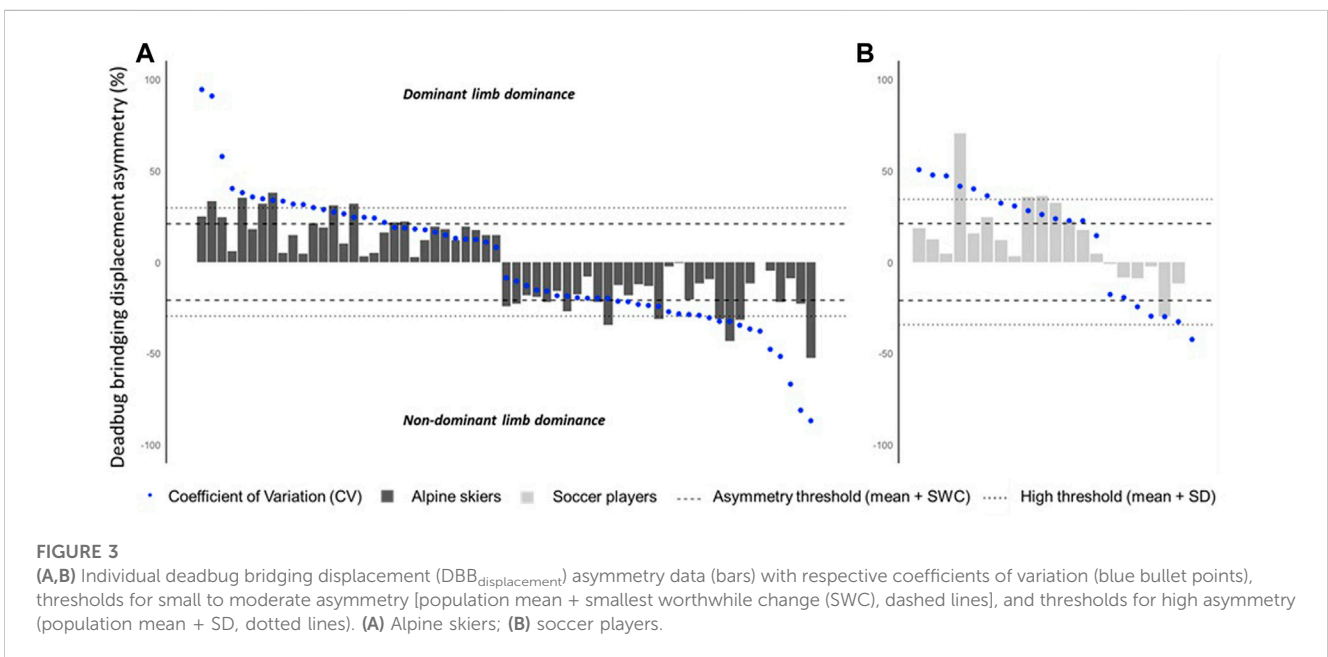 A
B
Deadbug brindging displacement asymmetry (%)
100
50
0
-50
-100
Dominant limb dominance
Non-dominant limb dominance
100
50
0
-50
-100
Coefficient of Variation (CV) Alpine skiers Soccer players Asymmetry threshold (mean + SWC) High threshold (mean + SD)
FIGURE 3
(A,B) Individual deadbug bridging displacement (DBBdisplacement) asymmetry data (bars) with respective coefficients of variation (blue bullet points),
thresholds for small to moderate asymmetry [population mean + smallest worthwhile change (SWC), dashed lines], and thresholds for high asymmetry
(population mean + SD, dotted lines). (A) Alpine skiers; (B) soccer players.